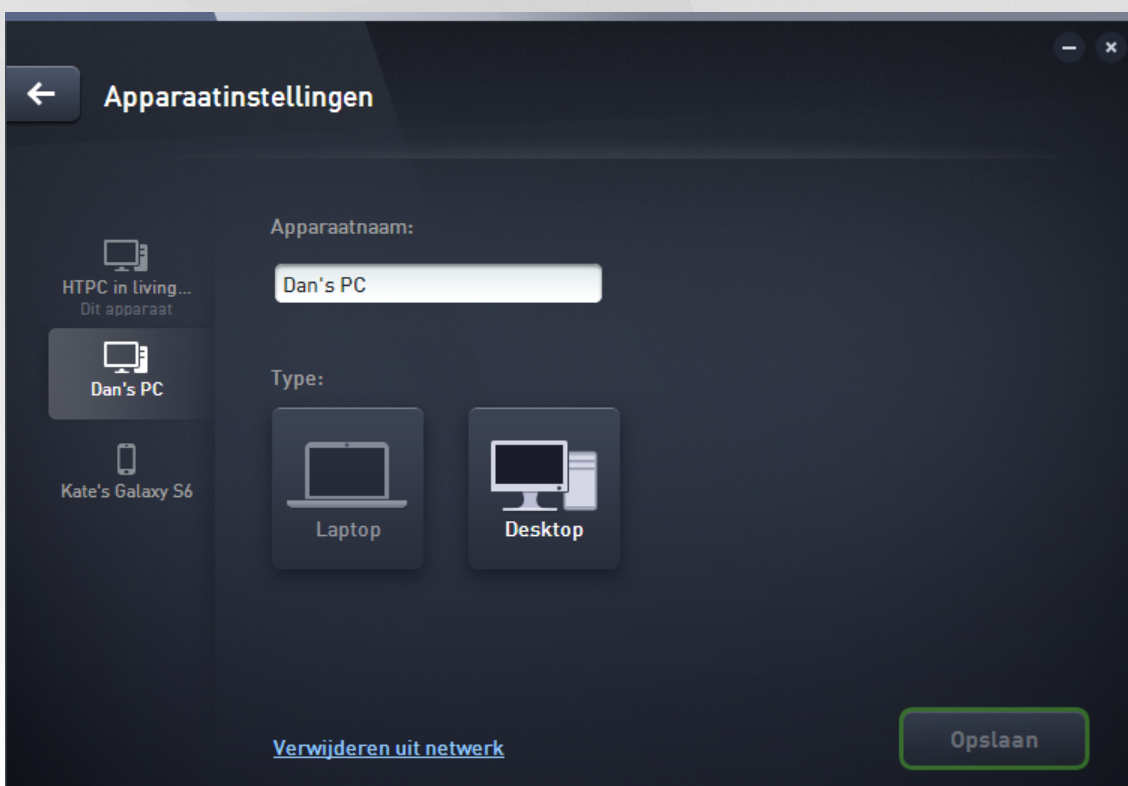 Apparaatinstellingen
Apparaatnaam:
HTPC in living...
Dit apparaat
Dan's PC
Dan's PC
Type:
Kate's Galaxy S6
Laptop
Desktop
Verwijderen uit netwerk
Opslaan